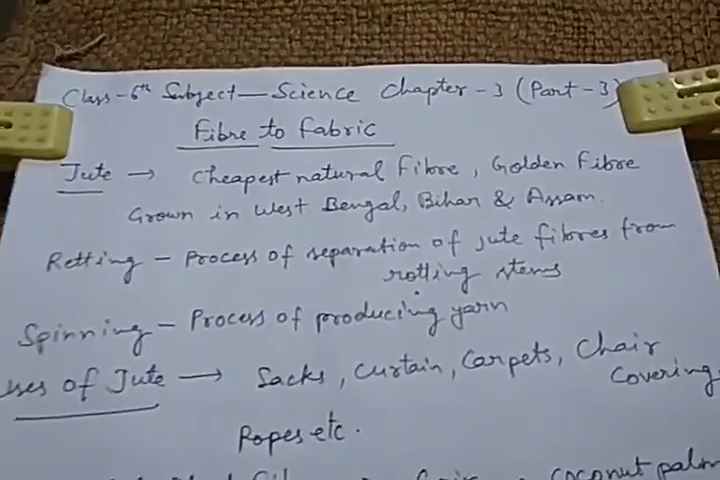 Class-6th Subject - Science Chapter-3 (Part-3)
Fibre to Fabric
Jute → Cheapest natural Fibre, Golden Fibre
Grown in West Bengal, Bihar & Assam.
Retting - Process of separation of jute fibres from
rotting stems
Spinning - Process of producing yarn
uses of Jute → Sacks, Curtain, Carpets, Chair
Covering,
Ropes etc.
coconut palm